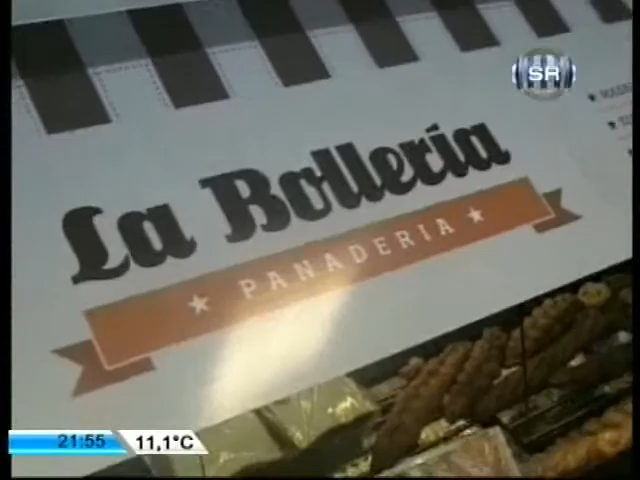 SR
La Bollería
★ PANADERIA ★
21:55 11,1°C